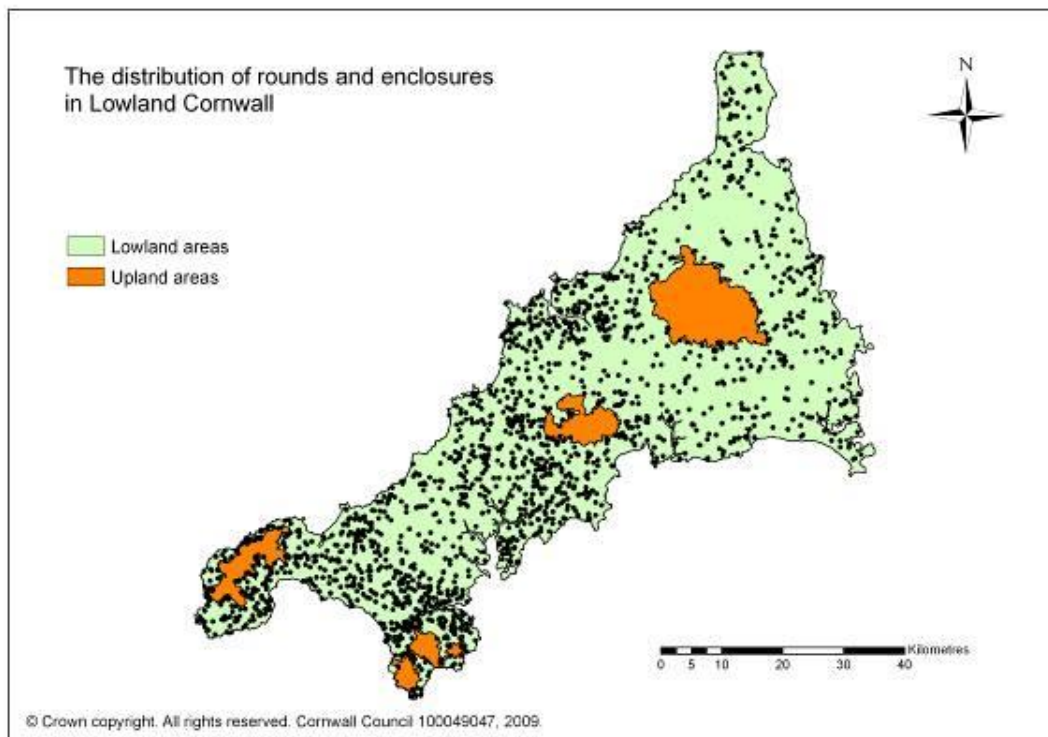 The distribution of rounds and enclosures
in Lowland Cornwall
N
Lowland areas
Upland areas
Kilometres
0 5 10 20 30 40
© Crown copyright. All rights reserved. Cornwall Council 100049047, 2009.